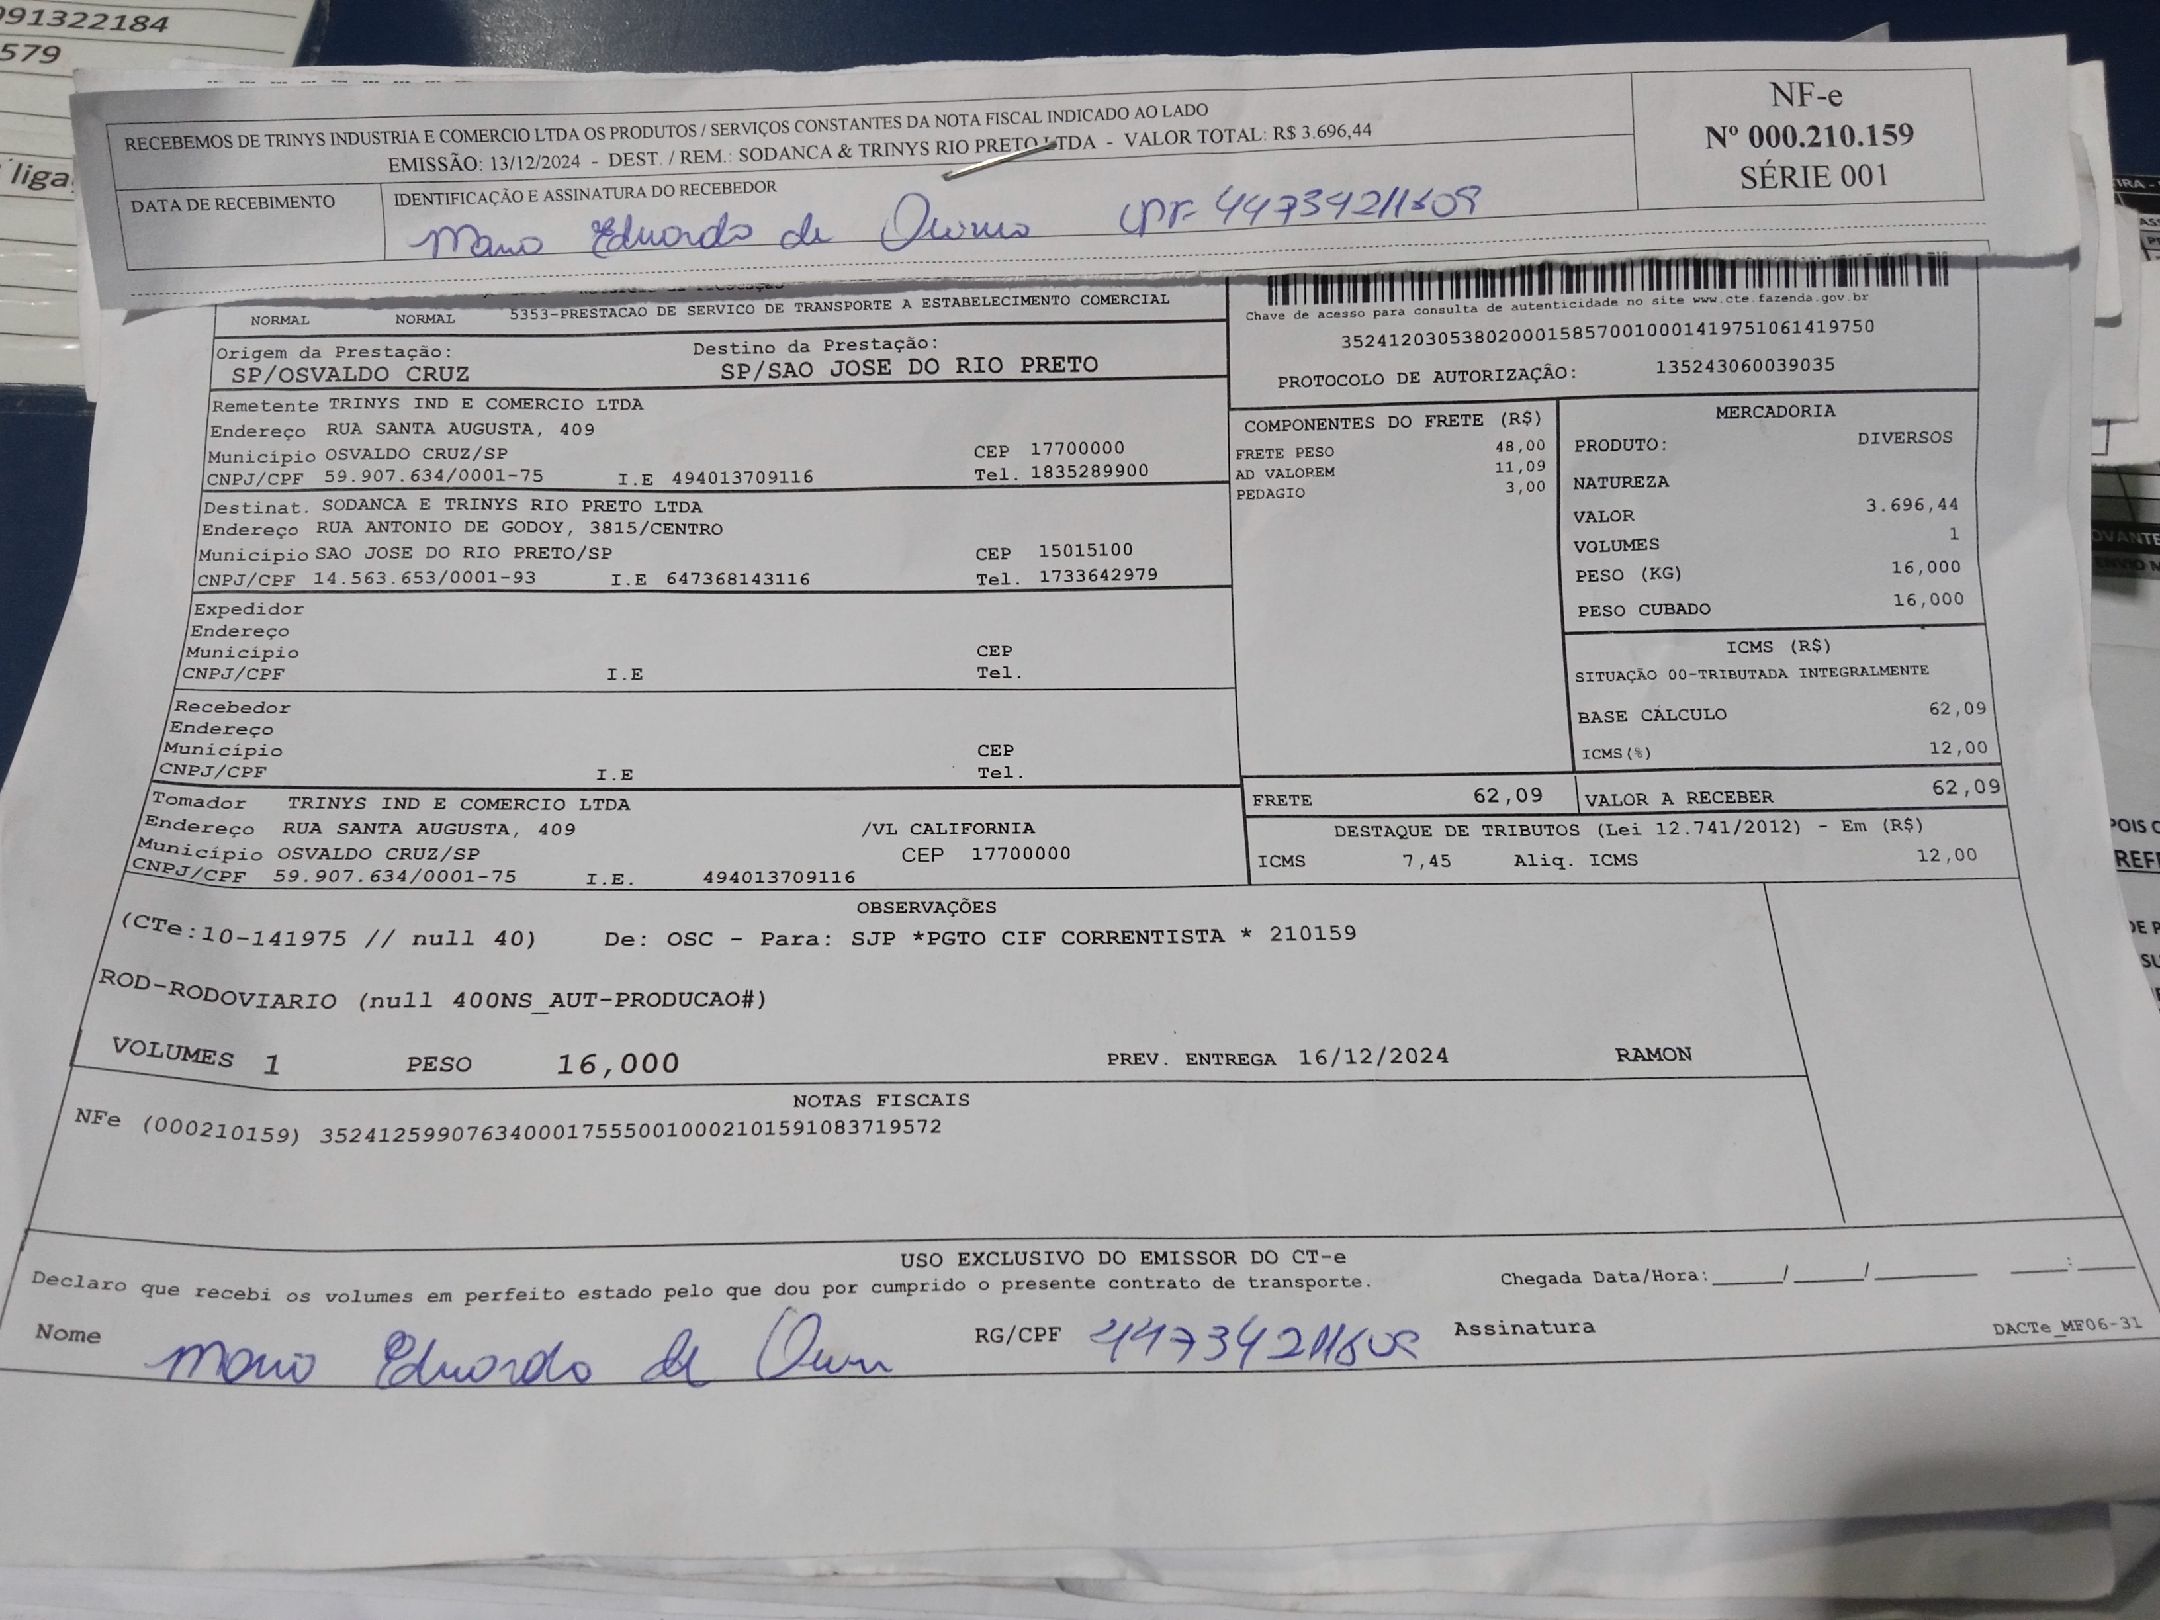 091322184
579
liga
RECEBEMOS DE TRINYS INDUSTRIA E COMERCIO LTDA OS PRODUTOS / SERVIÇOS CONSTANTES DA NOTA FISCAL INDICADO AO LADO
EMISSÃO: 13/12/2024 - DEST. / REM.: SODANCA & TRINYS RIO PRETO LTDA - VALOR TOTAL: R$ 3.696,44
NF-e
Nº 000.210.159
SÉRIE 001
DATA DE RECEBIMENTO
IDENTIFICAÇÃO E ASSINATURA DO RECEBEDOR
Eduardo de CPF 44734211809
NORMAL NORMAL 5353-PRESTACAO DE SERVICO DE TRANSPORTE A ESTABELECIMENTO COMERCIAL
Chave de acesso para consulta de autenticidade no site www.cte.fazenda.gov.br
35241203053802000158570010001419751061419750
PROTOCOLO DE AUTORIZAÇÃO: 135243060039035
Origem da Prestação: Destino da Prestação:
SP/OSVALDO CRUZ SP/SAO JOSE DO RIO PRETO
Remetente TRINYS IND E COMERCIO LTDA
Endereço RUA SANTA AUGUSTA, 409
Município OSVALDO CRUZ/SP CEP 17700000
CNPJ/CPF 59.907.634/0001-75 I.E 494013709116 Tel. 1835289900
Destinat. SODANCA E TRINYS RIO PRETO LTDA
Endereço RUA ANTONIO DE GODOY, 3815/CENTRO
Município SAO JOSE DO RIO PRETO/SP CEP 15015100
CNPJ/CPF 14.563.653/0001-93 I.E 647368143116 Tel. 1733642979
Expedidor
Endereço
Município CEP
CNPJ/CPF I.E Tel.
Recebedor
Endereço
Município CEP
CNPJ/CPF I.E Tel.
Tomador TRINYS IND E COMERCIO LTDA
Endereço RUA SANTA AUGUSTA, 409 /VL CALIFORNIA
Município OSVALDO CRUZ/SP CEP 17700000
CNPJ/CPF 59.907.634/0001-75 I.E. 494013709116
COMPONENTES DO FRETE (R$)
FRETE PESO 48,00
AD VALOREM 11,09
PEDAGIO 3,00
MERCADORIA
PRODUTO: DIVERSOS
NATUREZA
VALOR 3.696,44
VOLUMES 1
PESO (KG) 16,000
PESO CUBADO 16,000
ICMS (R$)
SITUAÇÃO 00-TRIBUTADA INTEGRALMENTE
BASE CÁLCULO 62,09
ICMS(%) 12,00
FRETE 62,09 VALOR A RECEBER 62,09
DESTAQUE DE TRIBUTOS (Lei 12.741/2012) - Em (R$)
ICMS 7,45 Aliq. ICMS 12,00
OBSERVAÇÕES
(CTe:10-141975 // null 40) De: OSC - Para: SJP *PGTO CIF CORRENTISTA * 210159
ROD-RODOVIARIO (null 400NS_AUT-PRODUCAO#)
VOLUMES 1 PESO 16,000 PREV. ENTREGA 16/12/2024 RAMON
NOTAS FISCAIS
NFe (000210159) 35241259907634000175550010002101591083719572
USO EXCLUSIVO DO EMISSOR DO CT-e
Declaro que recebi os volumes em perfeito estado pelo que dou por cumprido o presente contrato de transporte. Chegada Data/Hora:_____/_____/_____ ____:____
Nome Eduardo de RG/CPF 44734211809 Assinatura
DACTe_MF06-31